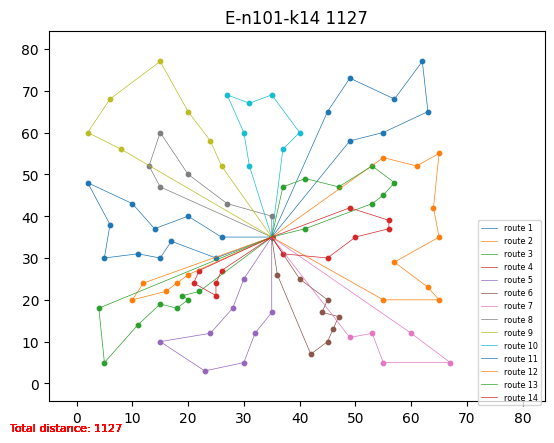 E-n101-k14 1127
80
70
60
50
40
30
20
10
0
0 10 20 30 40 50 60 70 80
route 1
route 2
route 3
route 4
route 5
route 6
route 7
route 8
route 9
route 10
route 11
route 12
route 13
route 14
Total distance: 1127